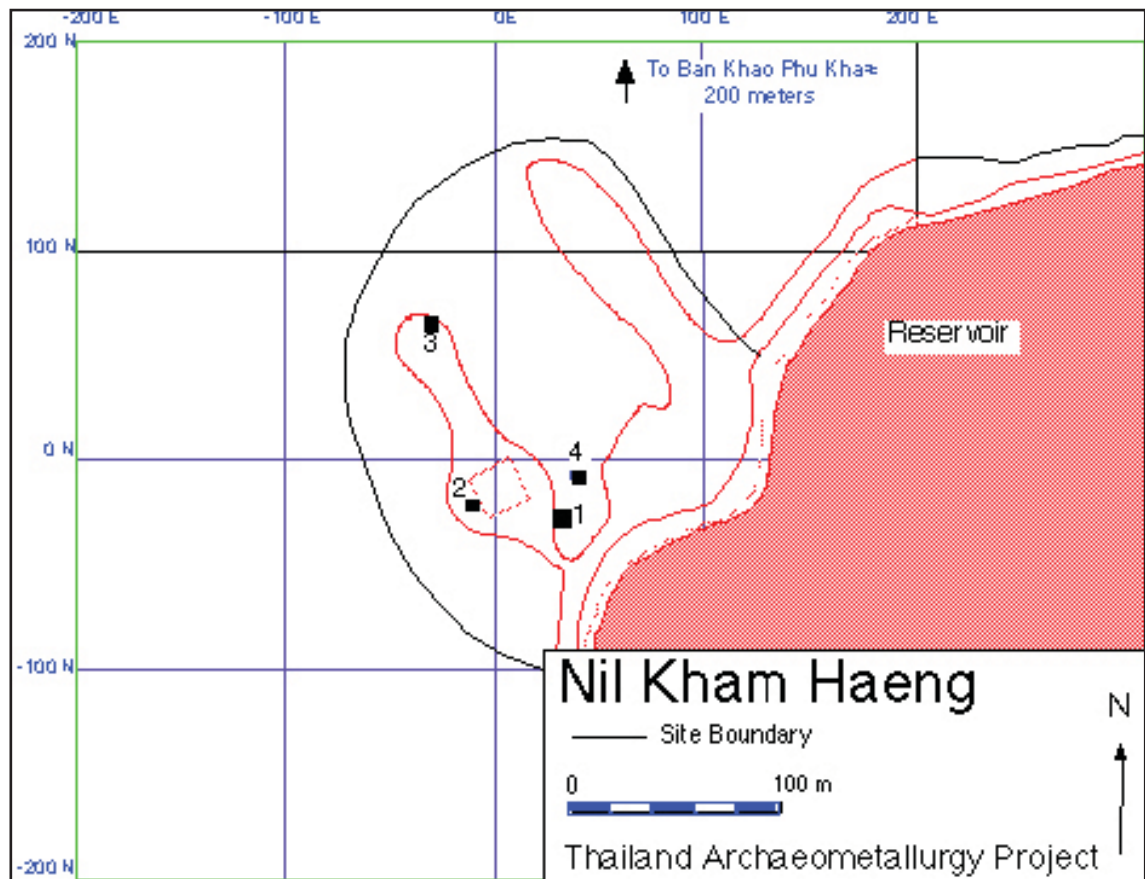 -200 E
-100 E
0E
100 E
200 E
200 N
To Ban Khao Phu Kha≈
200 meters
100 N
Reservoir
3
0 N
4
2
1
-100 N
Nil Kham Haeng
N
Site Boundary
0
100 m
-200 N
Thailand Archaeometallurgy Project